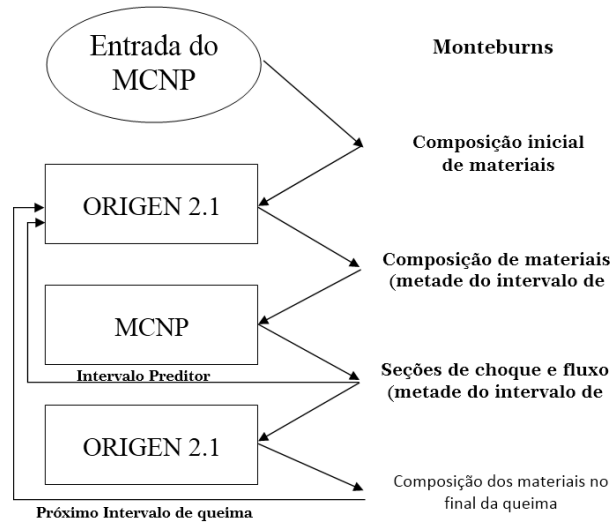 Entrada do
MCNP
Monteburns
Composição inicial
de materiais
ORIGEN 2.1
Composição de materiais
(metade do intervalo de
MCNP
Intervalo Preditor
Seções de choque e fluxo
(metade do intervalo de
ORIGEN 2.1
Composição dos materiais no
final da queima
Próximo Intervalo de queima